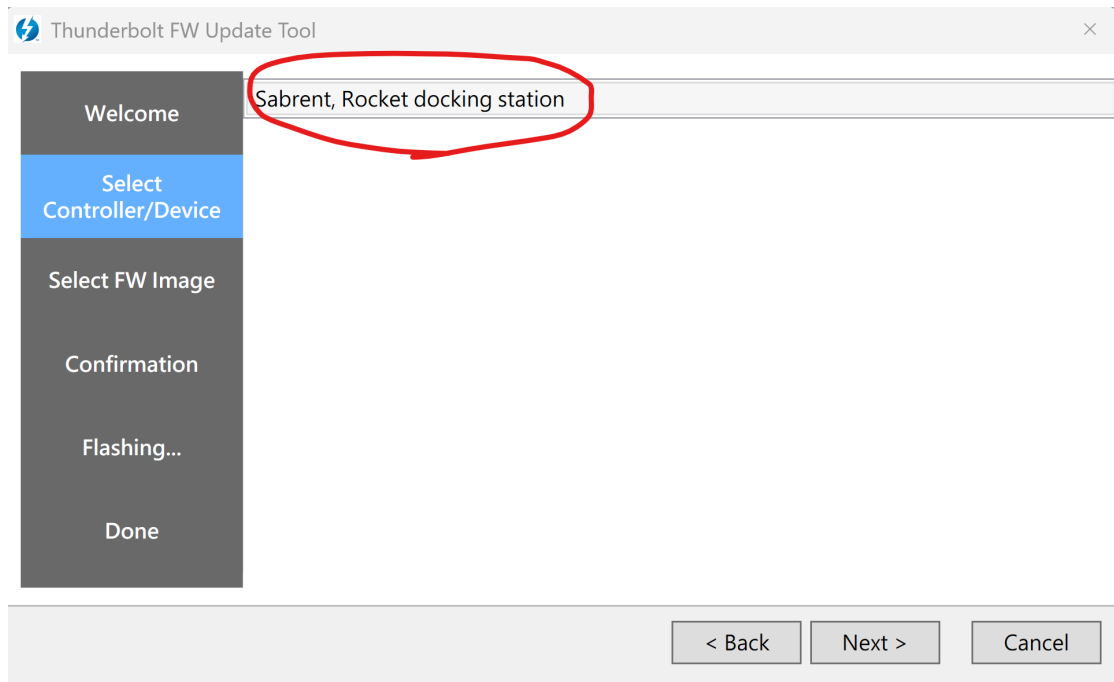 Thunderbolt FW Update Tool
Welcome
Select
Controller/Device
Select FW Image
Confirmation
Flashing...
Done
Sabrent, Rocket docking station
< Back
Next >
Cancel